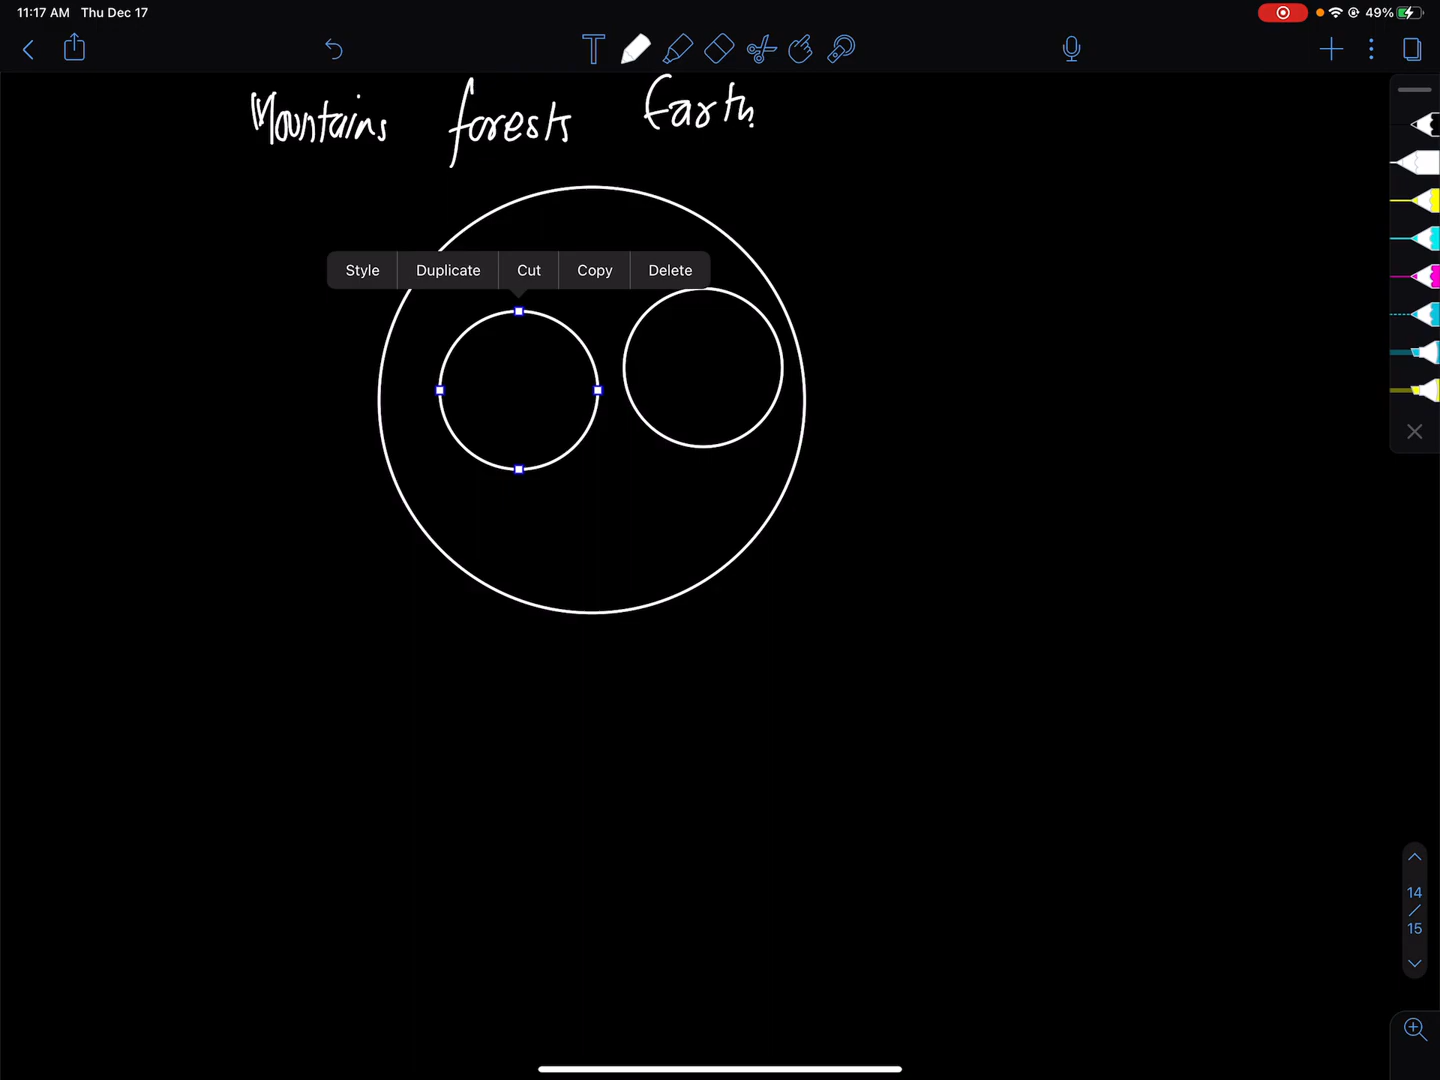 11:17 AM Thu Dec 17 49%
Mountains forests Earth
Style Duplicate Cut Copy Delete
14
15